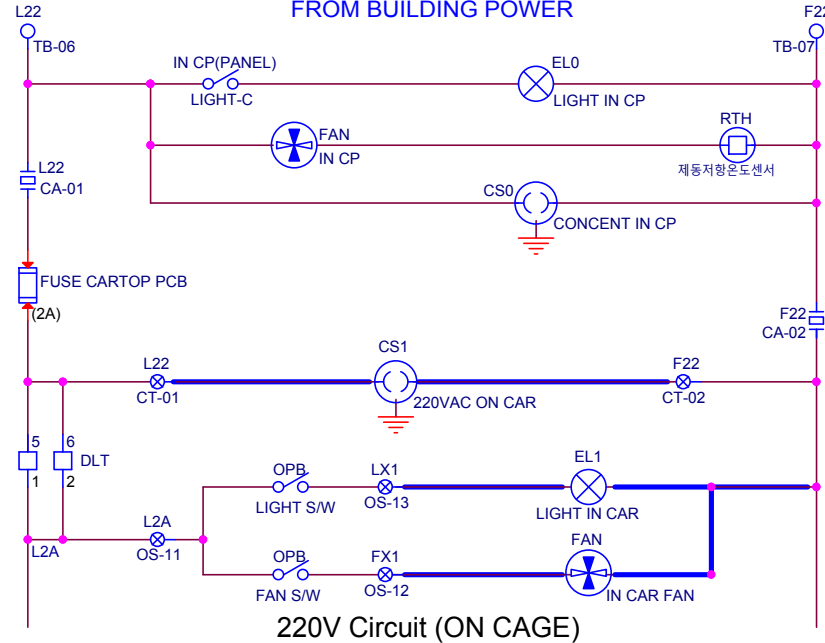 FROM BUILDING POWER
L22
F22
TB-06
TB-07
IN CP(PANEL)
LIGHT-C
EL0
LIGHT IN CP
FAN
IN CP
RTH
제동저항온도센서
L22
CA-01
CS0
CONCENT IN CP
FUSE CARTOP PCB
(2A)
F22
CA-02
L22
CT-01
CS1
220VAC ON CAR
F22
CT-02
5
6
DLT
1
2
OPB
LIGHT S/W
LX1
OS-13
EL1
LIGHT IN CAR
L2A
L2A
OS-11
OPB
FAN S/W
FX1
OS-12
FAN
IN CAR FAN
220V Circuit (ON CAGE)